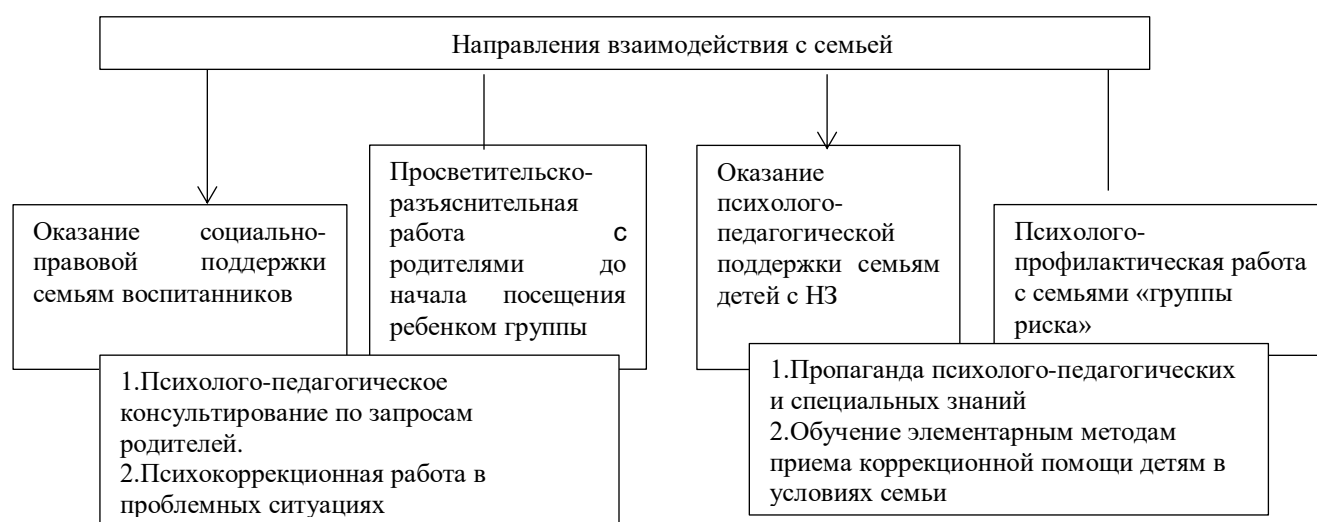 Направления взаимодействия с семьей
Оказание социально-
правовой поддержки
семьям воспитанников
Просветительско-
разъяснительная
работа с
родителями до
начала посещения
ребенком группы
Оказание
психолого-
педагогической
поддержки семьям
детей с НЗ
Психолого-
профилактическая работа
с семьями «группы
риска»
1.Психолого-педагогическое
консультирование по запросам
родителей.
2.Психокоррекционная работа в
проблемных ситуациях
1.Пропаганда психолого-педагогических
и специальных знаний
2.Обучение элементарным методам
приема коррекционной помощи детям в
условиях семьи